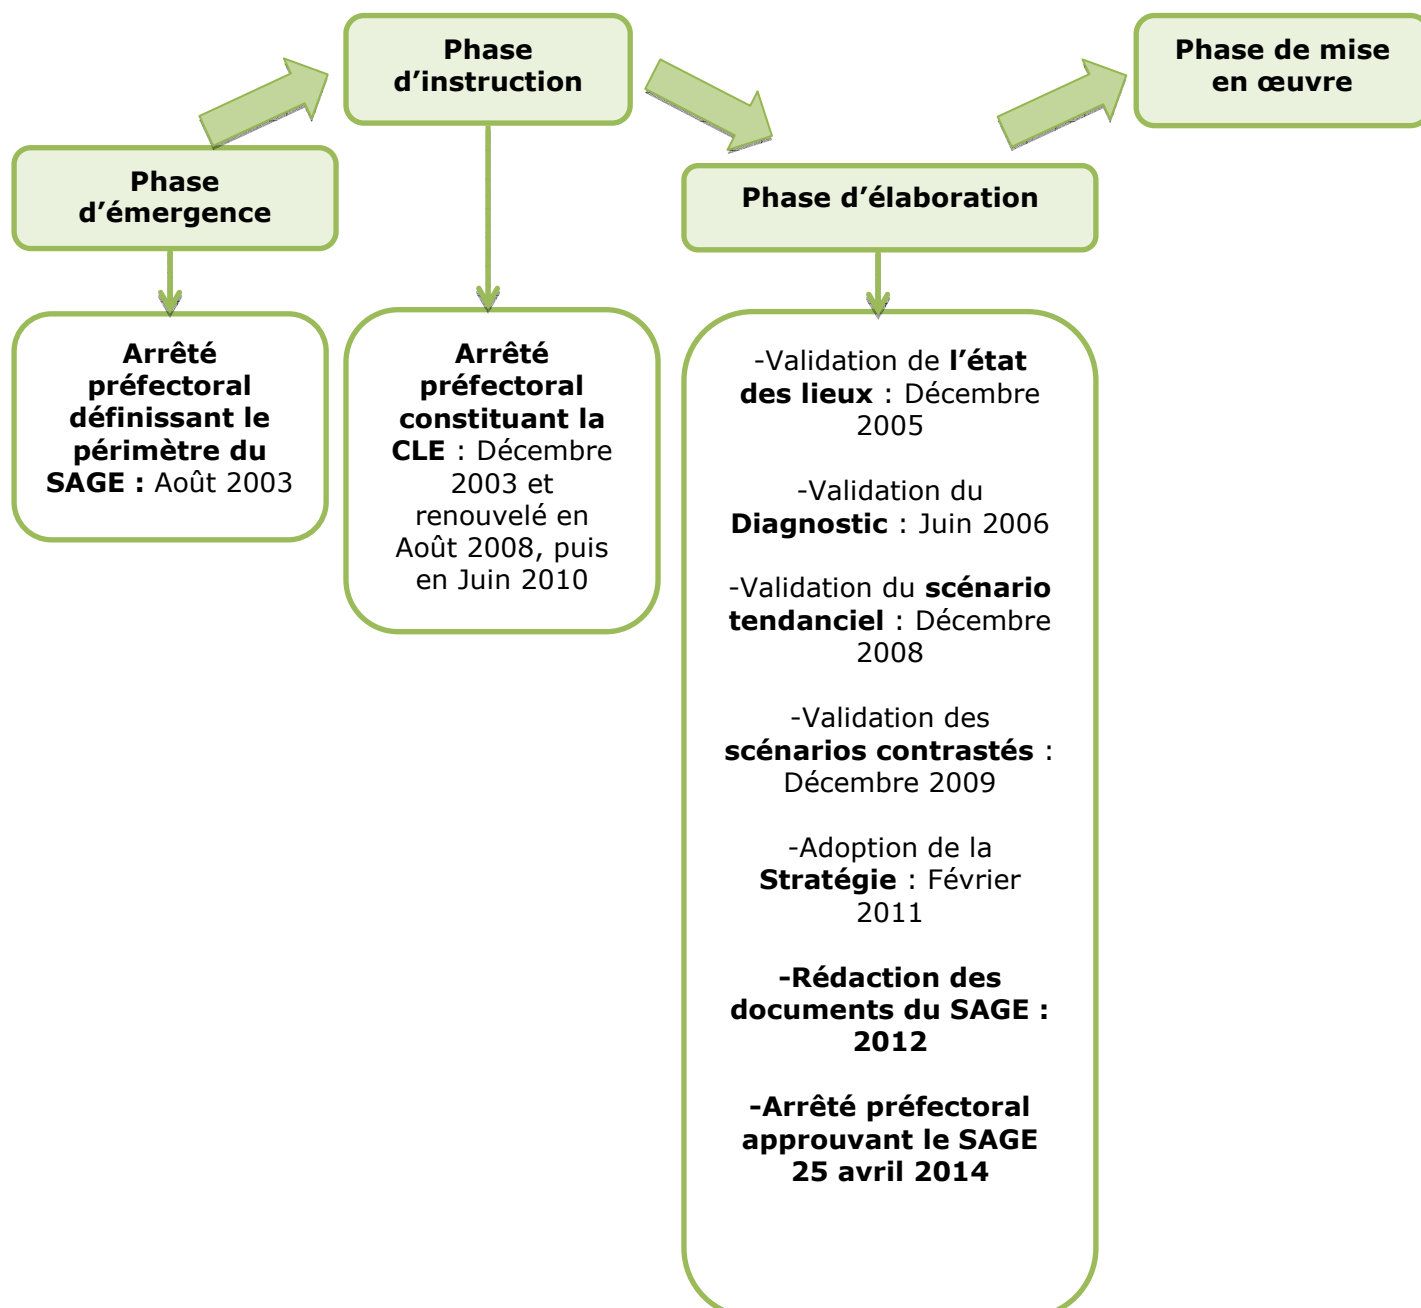 Phase
d’émergence
Arrêté
préfectoral
définissant le
périmètre du
SAGE : Août 2003
Phase
d’instruction
Arrêté
préfectoral
constituant la
CLE : Décembre
2003 et
renouvelé en
Août 2008, puis
en Juin 2010
Phase d’élaboration
-Validation de l’état
des lieux : Décembre
2005
-Validation du
Diagnostic : Juin 2006
-Validation du scénario
tendanciel : Décembre
2008
-Validation des
scénarios contrastés :
Décembre 2009
-Adoption de la
Stratégie : Février
2011
-Rédaction des
documents du SAGE :
2012
-Arrêté préfectoral
approuvant le SAGE
25 avril 2014
Phase de mise
en œuvre